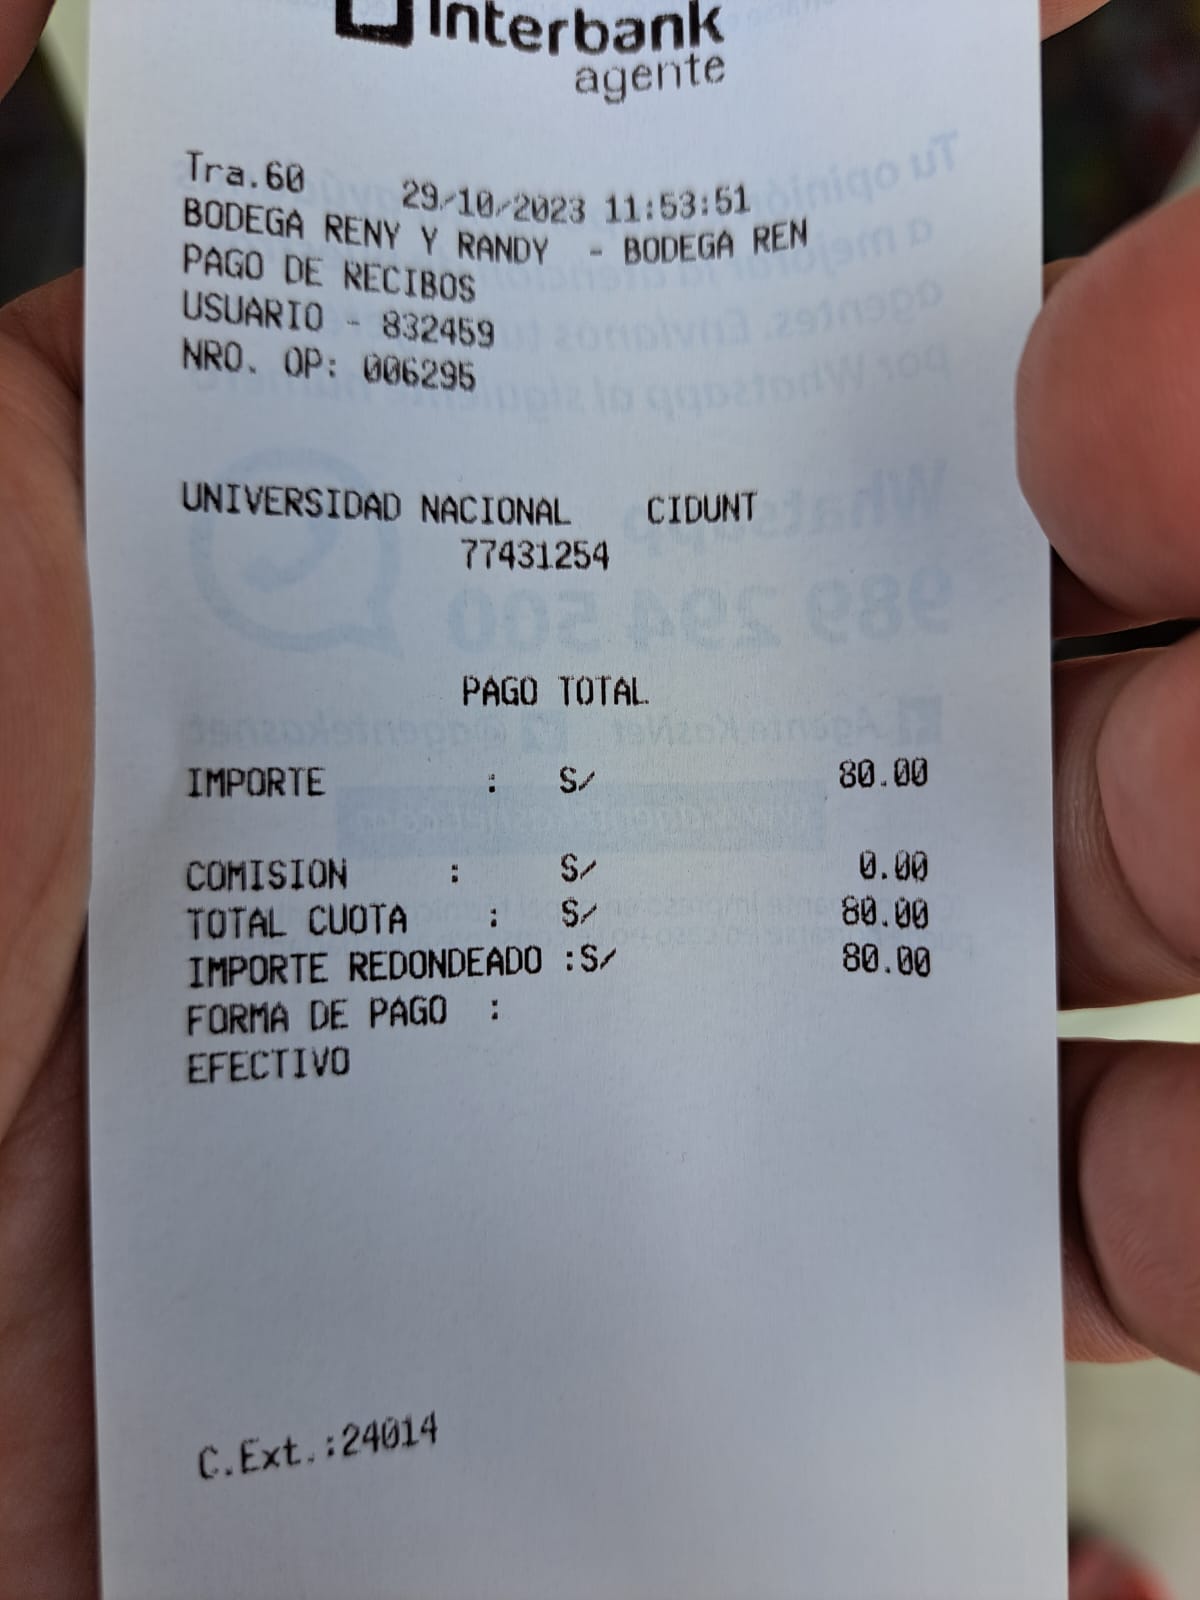 Interbank
agente
Tra.60 29/10/2023 11:53:51
BODEGA RENY Y RANDY - BODEGA REN
PAGO DE RECIBOS
USUARIO - 832459
NRO. OP: 006295
UNIVERSIDAD NACIONAL CIDUNT
77431254
PAGO TOTAL
IMPORTE : S/ 80.00
COMISION : S/ 0.00
TOTAL CUOTA : S/ 80.00
IMPORTE REDONDEADO :S/ 80.00
FORMA DE PAGO :
EFECTIVO
C.Ext.:24014